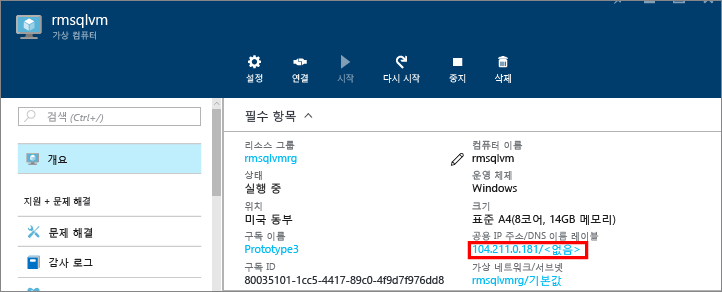 rmsqlvm
가상 컴퓨터
설정 연결 시작 다시 시작 중지 삭제
검색 (Ctrl+/)
개요
지원 + 문제 해결
문제 해결
감사 로그
필수 항목
리소스 그룹
rmsqlvmrg
상태
실행 중
위치
미국 동부
구독 이름
Prototype3
구독 ID
80035101-1cc5-4417-89c0-4f9d7f976dd8
컴퓨터 이름
rmsqlvm
운영 체제
Windows
크기
표준 A4(8코어, 14GB 메모리)
공용 IP 주소/DNS 이름 레이블
104.211.0.181/<없음>
가상 네트워크/서브넷
rmsqlvmrg/기본값